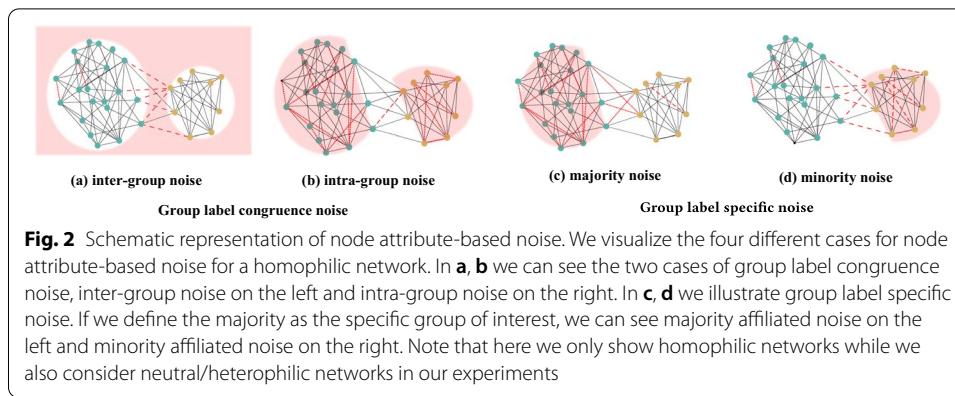 (a) inter-group noise
(b) intra-group noise
(c) majority noise
(d) minority noise
Group label congruence noise
Group label specific noise
Fig. 2 Schematic representation of node attribute-based noise. We visualize the four different cases for node
attribute-based noise for a homophilic network. In a, b we can see the two cases of group label congruence
noise, inter-group noise on the left and intra-group noise on the right. In c, d we illustrate group label specific
noise. If we define the majority as the specific group of interest, we can see majority affiliated noise on the
left and minority affiliated noise on the right. Note that here we only show homophilic networks while we
also consider neutral/heterophilic networks in our experiments